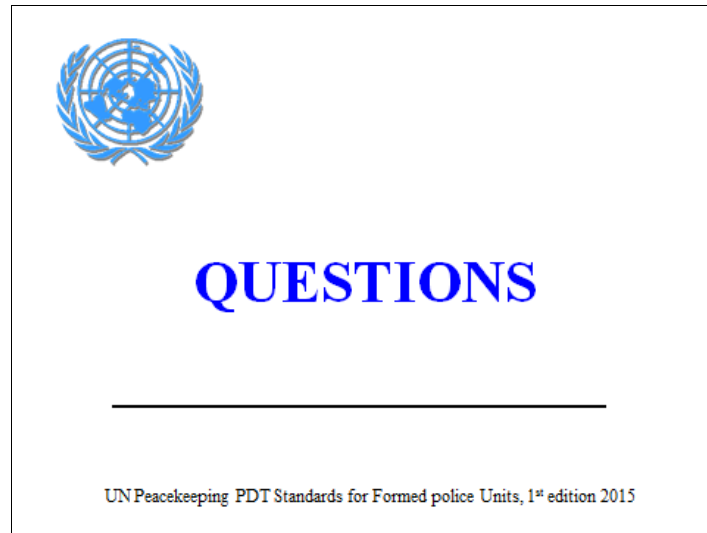 QUESTIONS
UN Peacekeeping PDT Standards for Formed police Units, 1st edition 2015